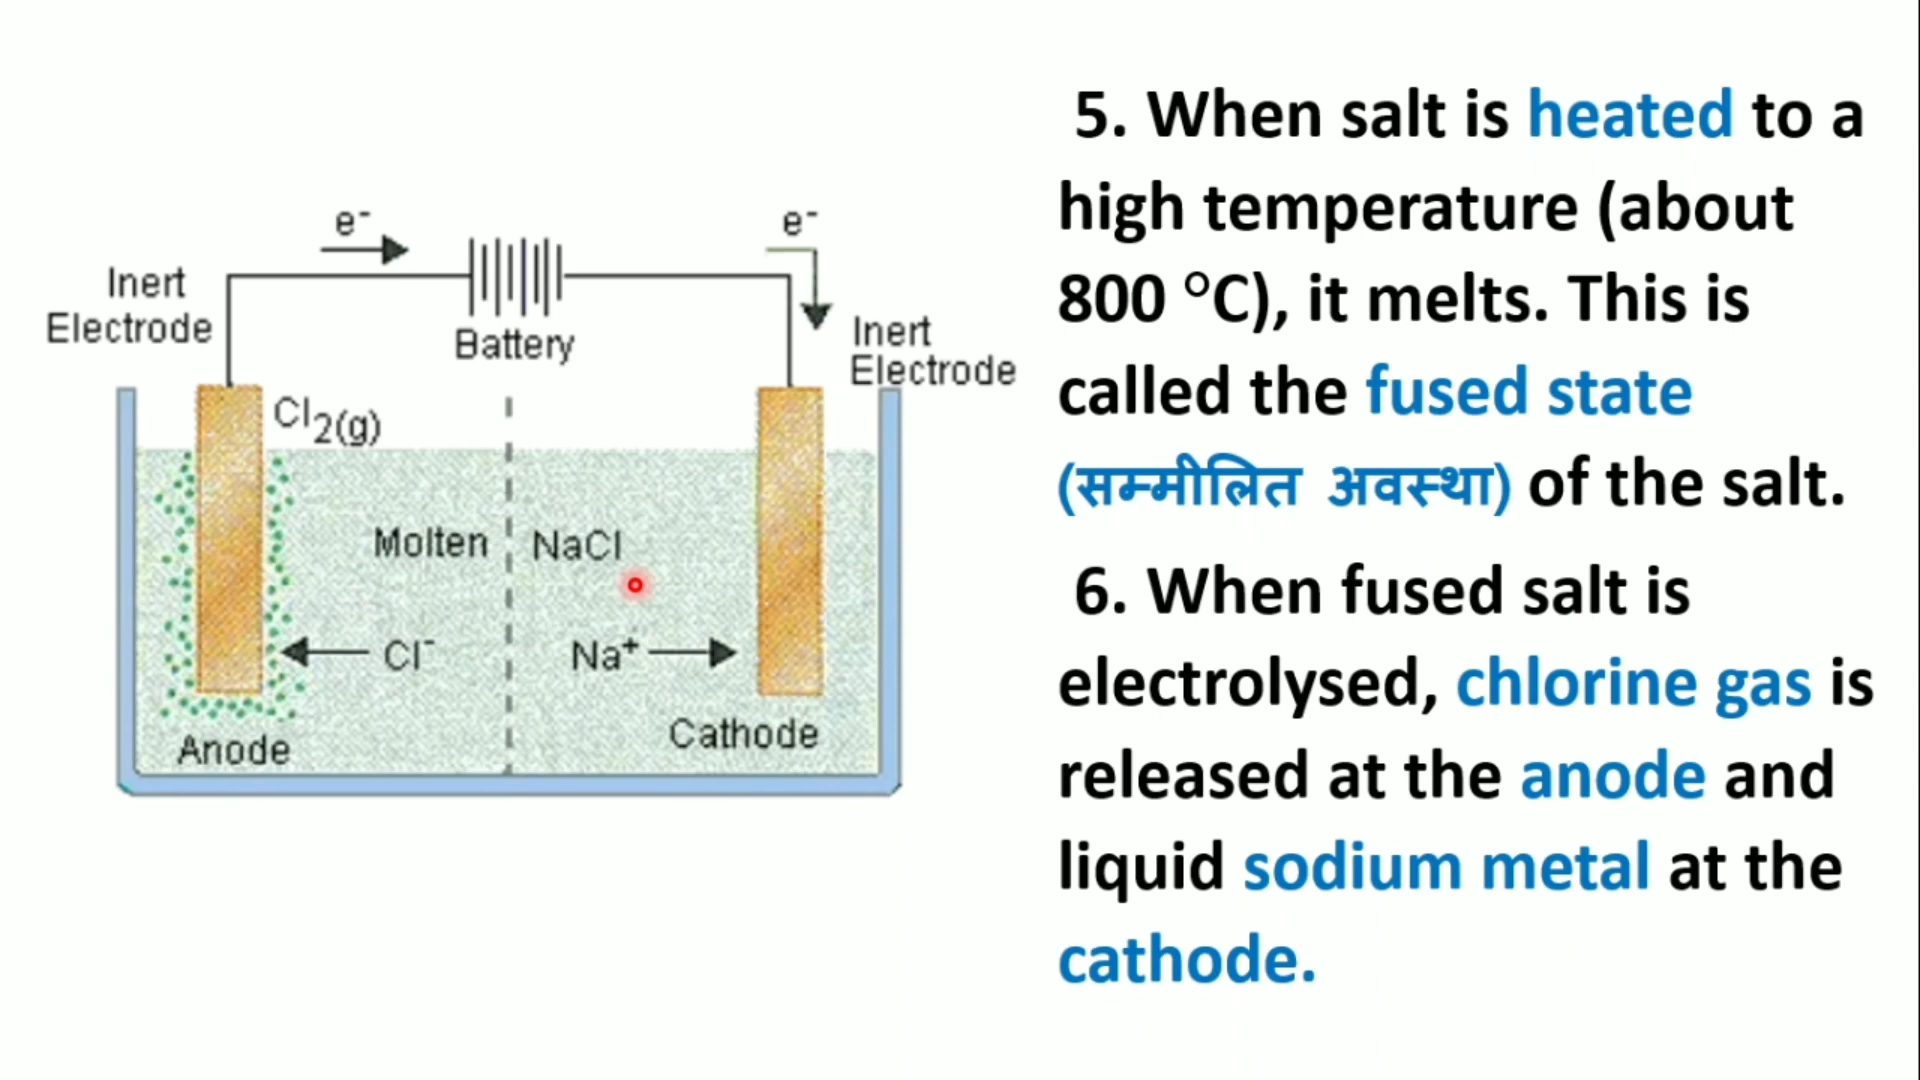 e⁻
e⁻
Inert
Electrode
Battery
Inert
Electrode
Cl₂(g)
Molten NaCl
Cl⁻
Na⁺
Anode
Cathode
5. When salt is heated to a
high temperature (about
800 °C), it melts. This is
called the fused state
(सम्मीलित अवस्था) of the salt.
6. When fused salt is
electrolysed, chlorine gas is
released at the anode and
liquid sodium metal at the
cathode.